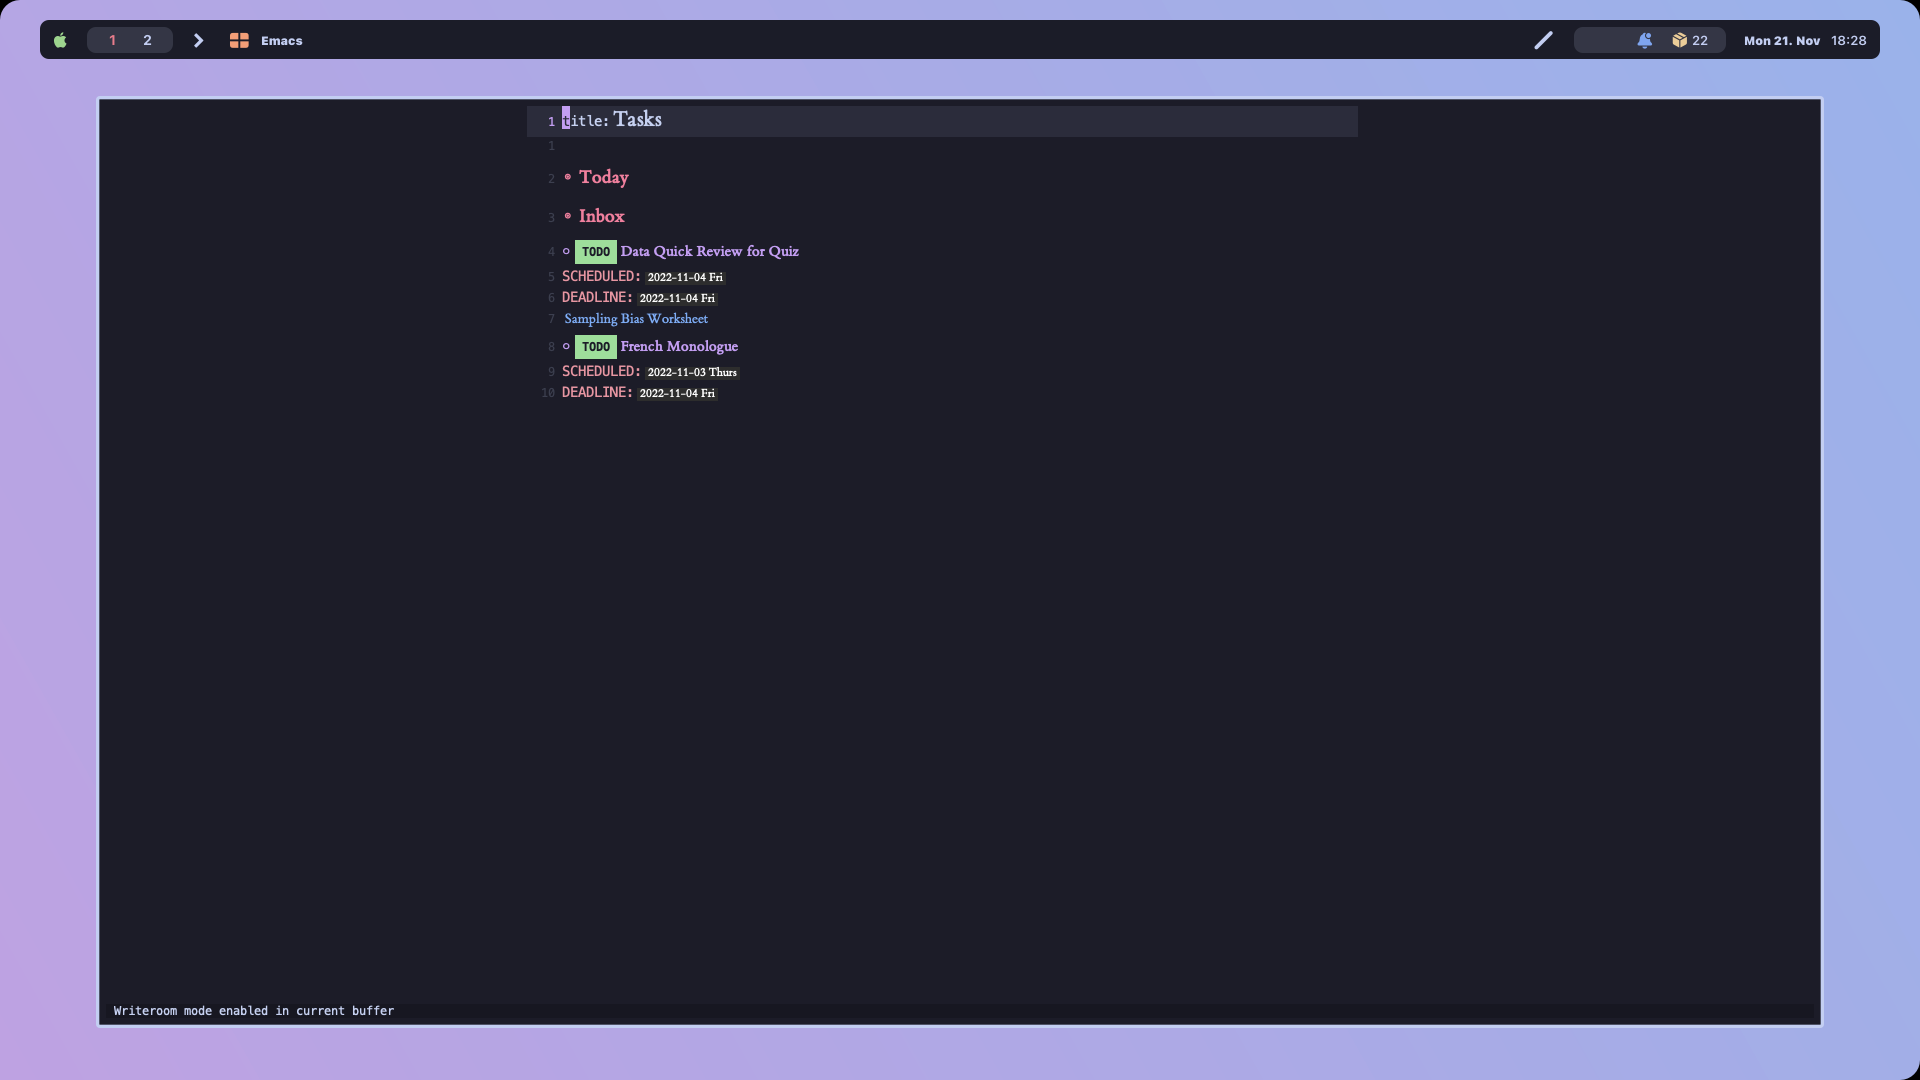 1 2 Emacs 22 Mon 21. Nov 18:28
1 title: Tasks
1
2 Today
3 Inbox
4 TODO Data Quick Review for Quiz
5 SCHEDULED: 2022-11-04 Fri
6 DEADLINE: 2022-11-04 Fri
7 Sampling Bias Worksheet
8 TODO French Monologue
9 SCHEDULED: 2022-11-03 Thurs
10 DEADLINE: 2022-11-04 Fri
Writeroom mode enabled in current buffer